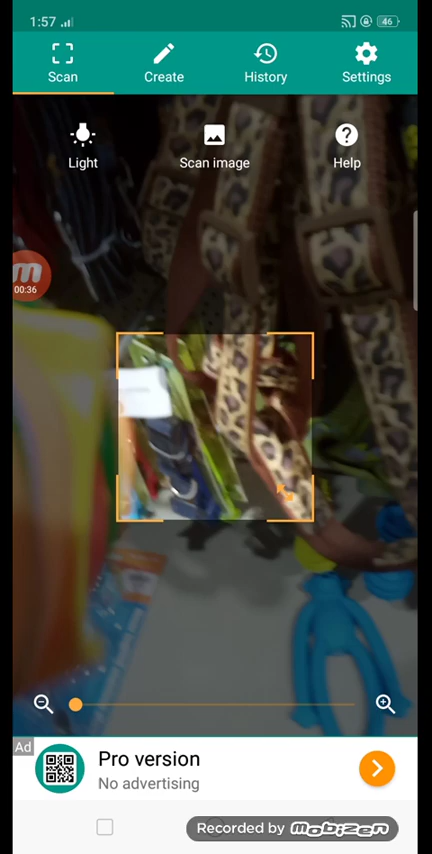 1:57
46
Scan Create History Settings
Light Scan image Help
00:36
Ad
Pro version
No advertising
Recorded by mobizen